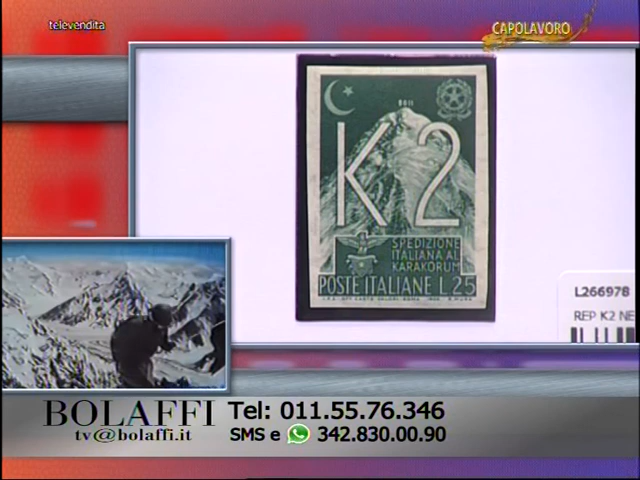 televendita
CAPOLAVORO
8611
K2
SPEDIZIONE
ITALIANA AL
KARAKORUM
POSTE ITALIANE L.25
L266978
REP K2 NE
BOLAFFI
tv@bolaffi.it
Tel: 011.55.76.346
SMS e 342.830.00.90